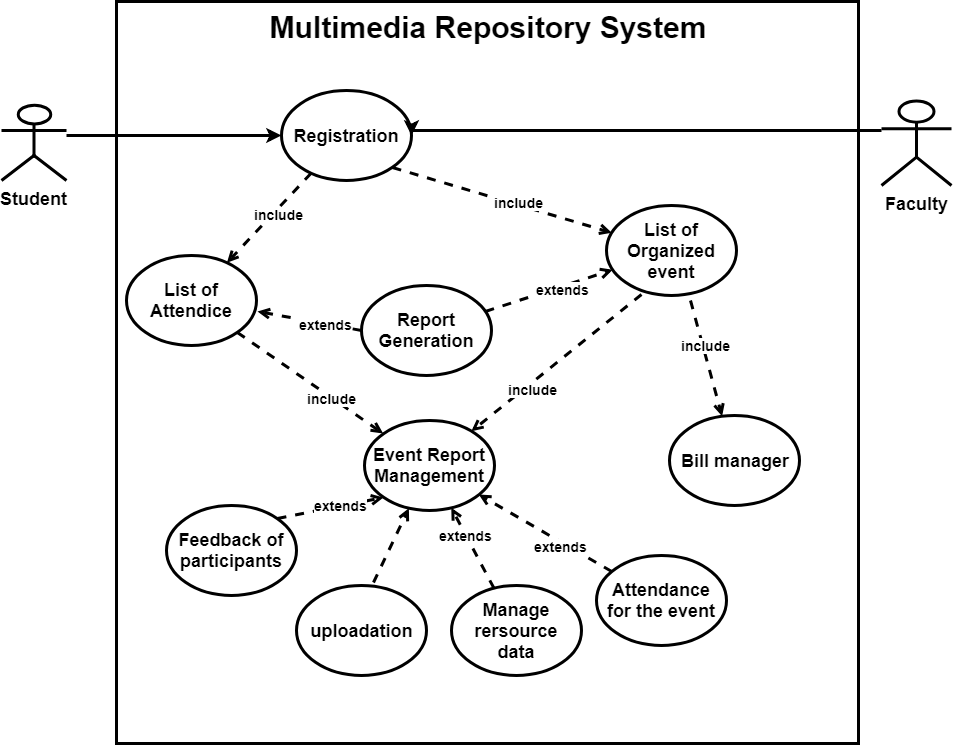 Multimedia Repository System
Registration
Student
Faculty
include
include
List of
Organized
event
List of
Attendice
extends
extends
Report
Generation
include
include
include
Event Report
Management
Bill manager
extends
Feedback of
participants
extends
extends
uploadation
Manage
rersource
data
Attendance
for the event